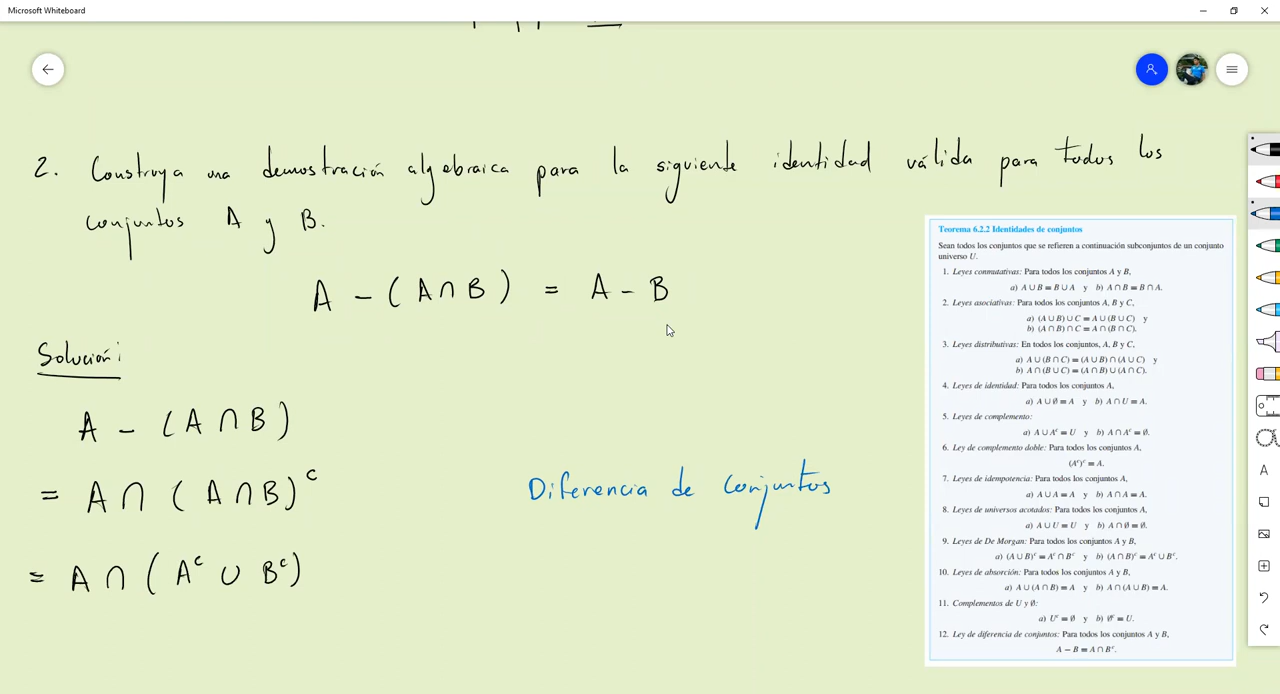 Microsoft Whiteboard
2. Construya una demostración algebraica para la siguiente identidad válida para todos los
conjuntos A y B.
A - (A ∩ B) = A - B
Solución:
A - (A ∩ B)
= A ∩ (A ∩ B)ᶜ
Diferencia de conjuntos
= A ∩ (Aᶜ ∪ Bᶜ)
Teorema 6.2.2 Identidades de conjuntos
Sean todos los conjuntos que se refieren a continuación subconjuntos de un conjunto
universo U.
1. Leyes conmutativas: Para todos los conjuntos A y B,
a) A ∪ B = B ∪ A y b) A ∩ B = B ∩ A.
2. Leyes asociativas: Para todos los conjuntos A, B y C,
a) (A ∪ B) ∪ C = A ∪ (B ∪ C) y
b) (A ∩ B) ∩ C = A ∩ (B ∩ C).
3. Leyes distributivas: En todos los conjuntos, A, B y C,
a) A ∪ (B ∩ C) = (A ∪ B) ∩ (A ∪ C) y
b) A ∩ (B ∪ C) = (A ∩ B) ∪ (A ∩ C).
4. Leyes de identidad: Para todos los conjuntos A,
a) A ∪ ∅ = A y b) A ∩ U = A.
5. Leyes de complemento:
a) A ∪ Aᶜ = U y b) A ∩ Aᶜ = ∅.
6. Ley de complemento doble: Para todos los conjuntos A,
(Aᶜ)ᶜ = A.
7. Leyes de idempotencia: Para todos los conjuntos A,
a) A ∪ A = A y b) A ∩ A = A.
8. Leyes de universos acotados: Para todos los conjuntos A,
a) A ∪ U = U y b) A ∩ ∅ = ∅.
9. Leyes de De Morgan: Para todos los conjuntos A y B,
a) (A ∪ B)ᶜ = Aᶜ ∩ Bᶜ y b) (A ∩ B)ᶜ = Aᶜ ∪ Bᶜ.
10. Leyes de absorción: Para todos los conjuntos A y B,
a) A ∪ (A ∩ B) = A y b) A ∩ (A ∪ B) = A.
11. Complementos de U y ∅:
a) Uᶜ = ∅ y b) ∅ᶜ = U.
12. Ley de diferencia de conjuntos: Para todos los conjuntos A y B,
A − B = A ∩ Bᶜ.